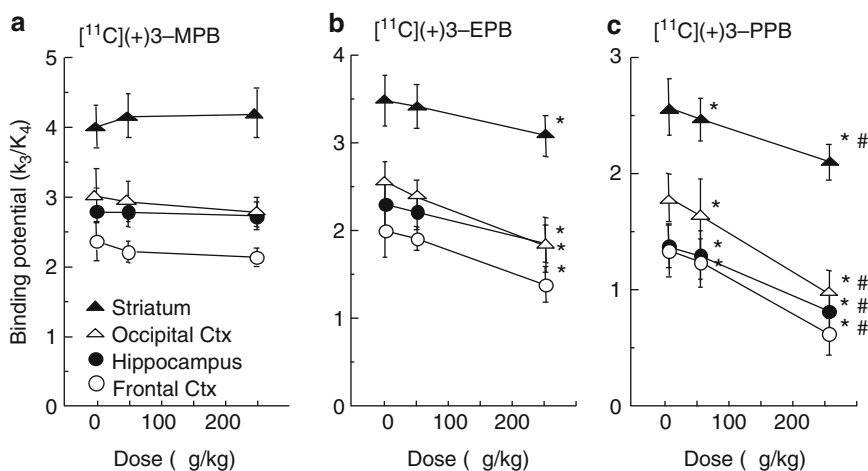 a
[¹¹C](+)3–MPB
b
[¹¹C](+)3–EPB
c
[¹¹C](+)3–PPB
Binding potential (k₃/K₄)
5
4
3
2
1
0
▲ Striatum
△ Occipital Ctx
● Hippocampus
○ Frontal Ctx
0 100 200
Dose ( g/kg)
4
3
2
1
0
*
*
*
*
0 100 200
Dose ( g/kg)
3
2
1
0
*
* #
*
*
*
* #
* #
* #
0 100 200
Dose ( g/kg)